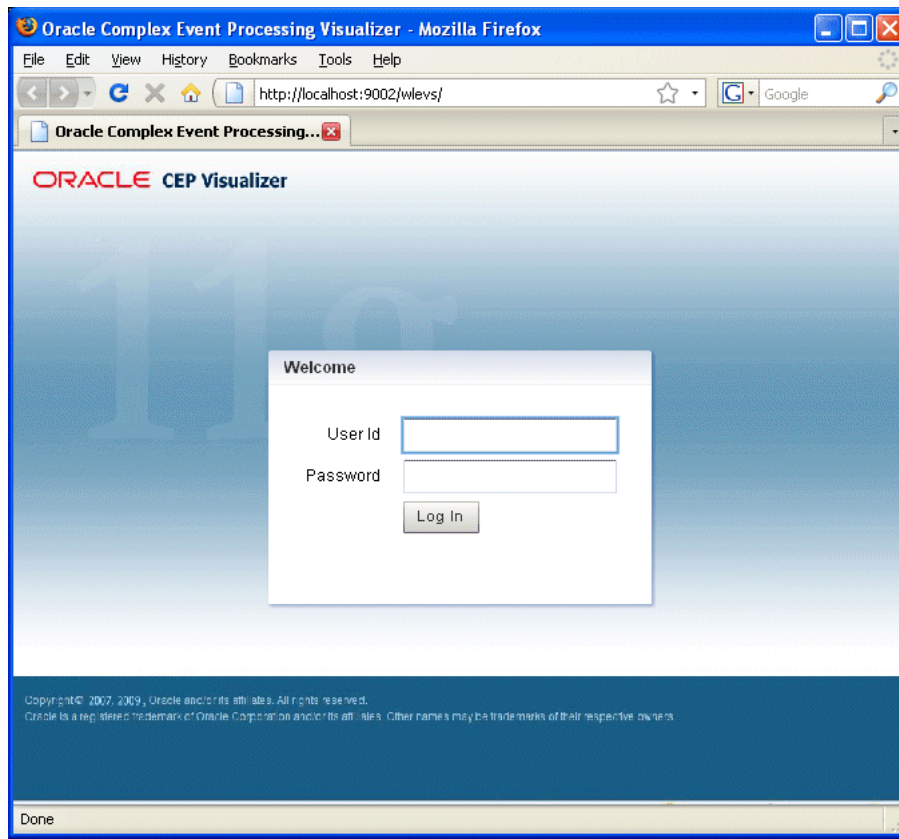 Oracle Complex Event Processing Visualizer - Mozilla Firefox
File Edit View History Bookmarks Tools Help
http://localhost:9002/wlevs/
G Google
Oracle Complex Event Processing...
ORACLE CEP Visualizer
11g
Welcome
User Id
Password
Log In
Copyright© 2007, 2009, Oracle and/or its affiliates. All rights reserved.
Oracle is a registered trademark of Oracle Corporation and/or its affiliates. Other names may be trademarks of their respective owners.
Done